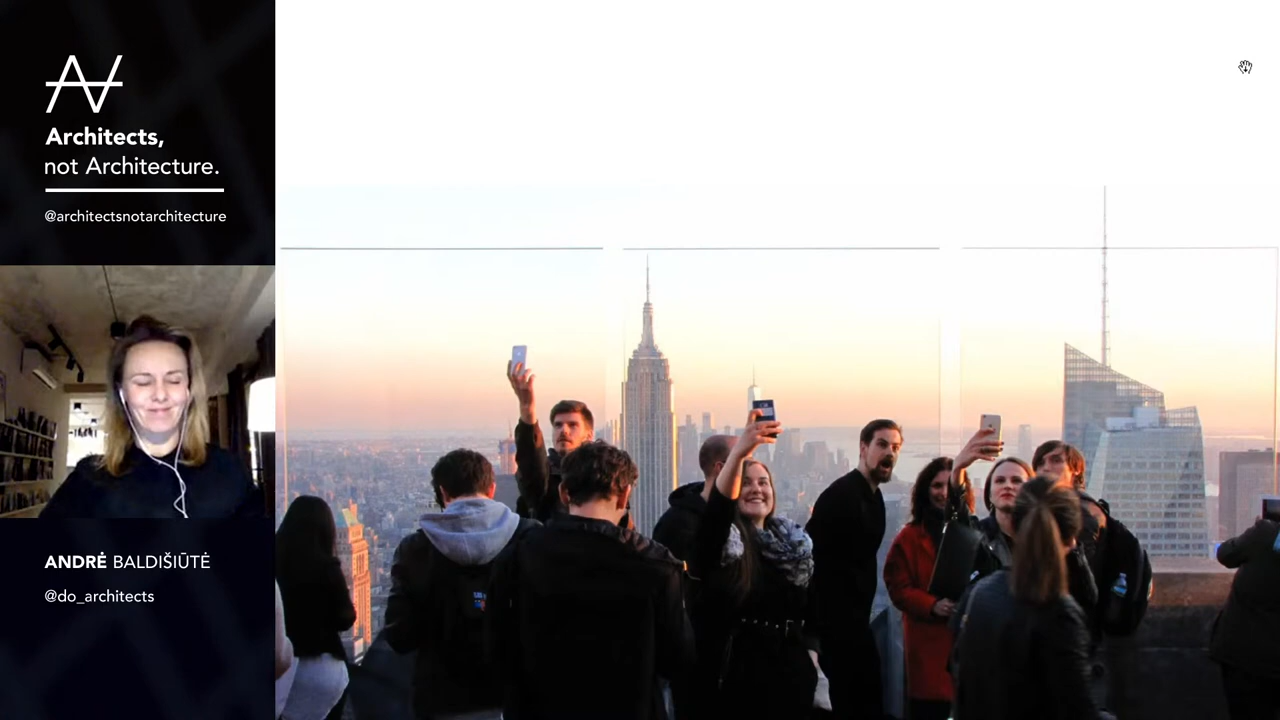 Architects,
not Architecture.
@architectsnotarchitecture
ANDRĖ BALDIŠIŪTĖ
@do_architects